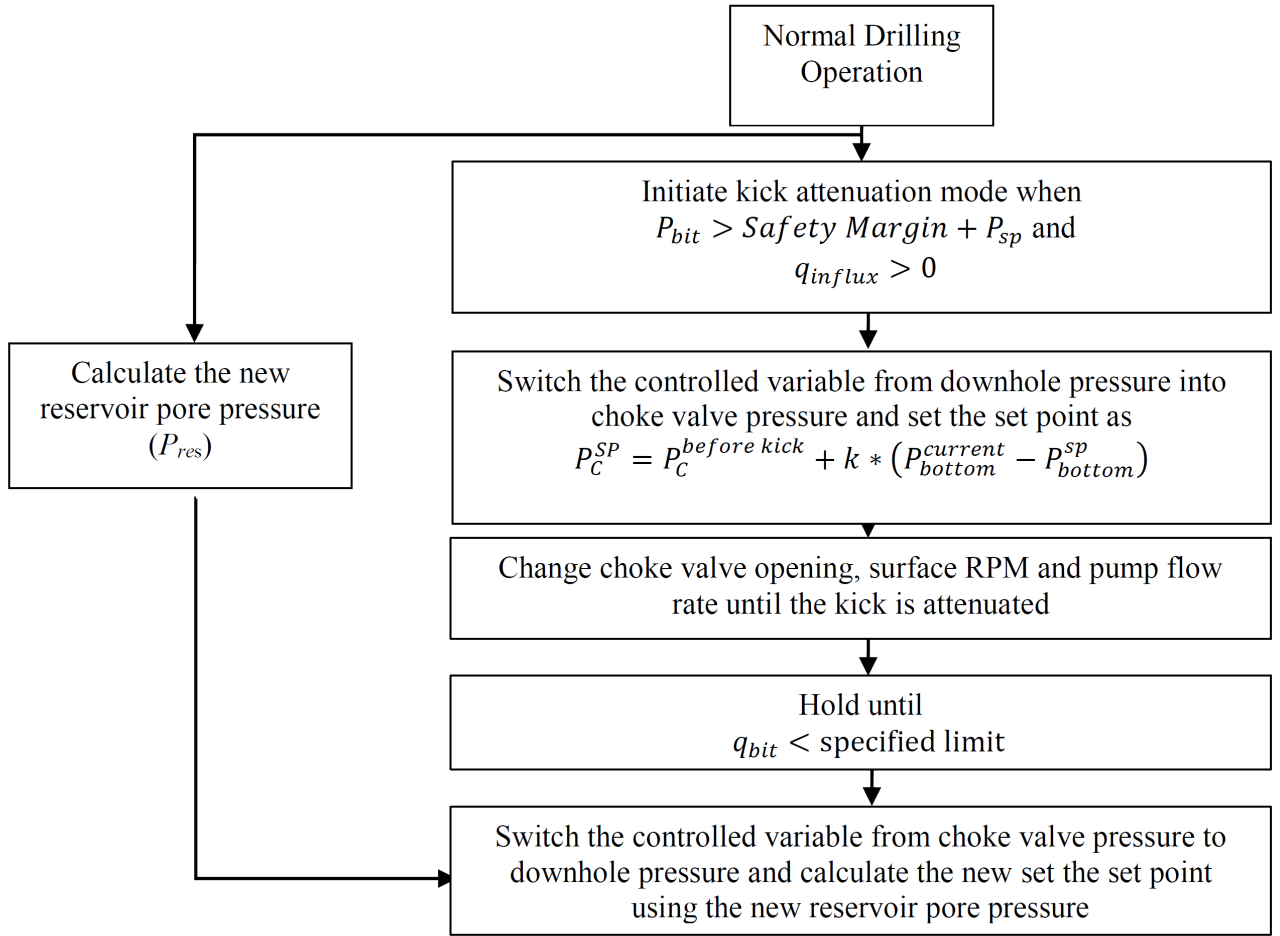 Normal Drilling
Operation
Initiate kick attenuation mode when
P_bit > Safety Margin + P_sp and
q_influx > 0
Calculate the new
reservoir pore pressure
(P_res)
Switch the controlled variable from downhole pressure into
choke valve pressure and set the set point as
P_C^SP = P_C^before kick + k * (P_bottom^current − P_bottom^sp)
Change choke valve opening, surface RPM and pump flow
rate until the kick is attenuated
Hold until
q_bit < specified limit
Switch the controlled variable from choke valve pressure to
downhole pressure and calculate the new set the set point
using the new reservoir pore pressure